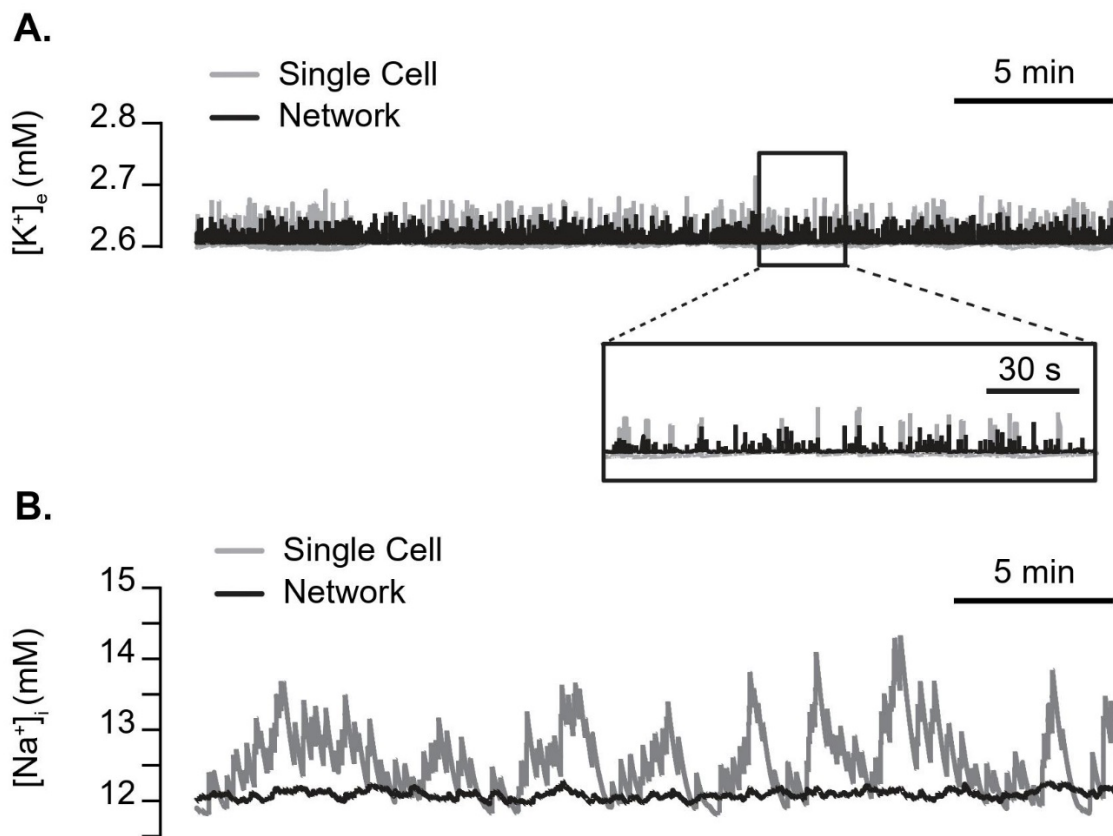 A.
Single Cell
Network
5 min
[K⁺]ₑ (mM)
2.8
2.7
2.6
30 s
B.
Single Cell
Network
5 min
[Na⁺]ᵢ (mM)
15
14
13
12